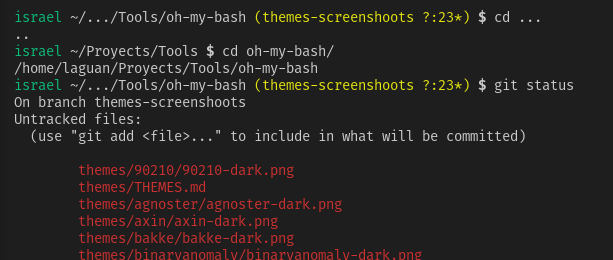 israel ~/.../Tools/oh-my-bash (themes-screenshoots ?:23*) $ cd ...
..
israel ~/Proyects/Tools $ cd oh-my-bash/
/home/laguan/Proyects/Tools/oh-my-bash
israel ~/.../Tools/oh-my-bash (themes-screenshoots ?:23*) $ git status
On branch themes-screenshoots
Untracked files:
  (use "git add <file>..." to include in what will be committed)
        themes/90210/90210-dark.png
        themes/THEMES.md
        themes/agnoster/agnoster-dark.png
        themes/axin/axin-dark.png
        themes/bakke/bakke-dark.png
        themes/binaryanomaly/binaryanomaly-dark.png